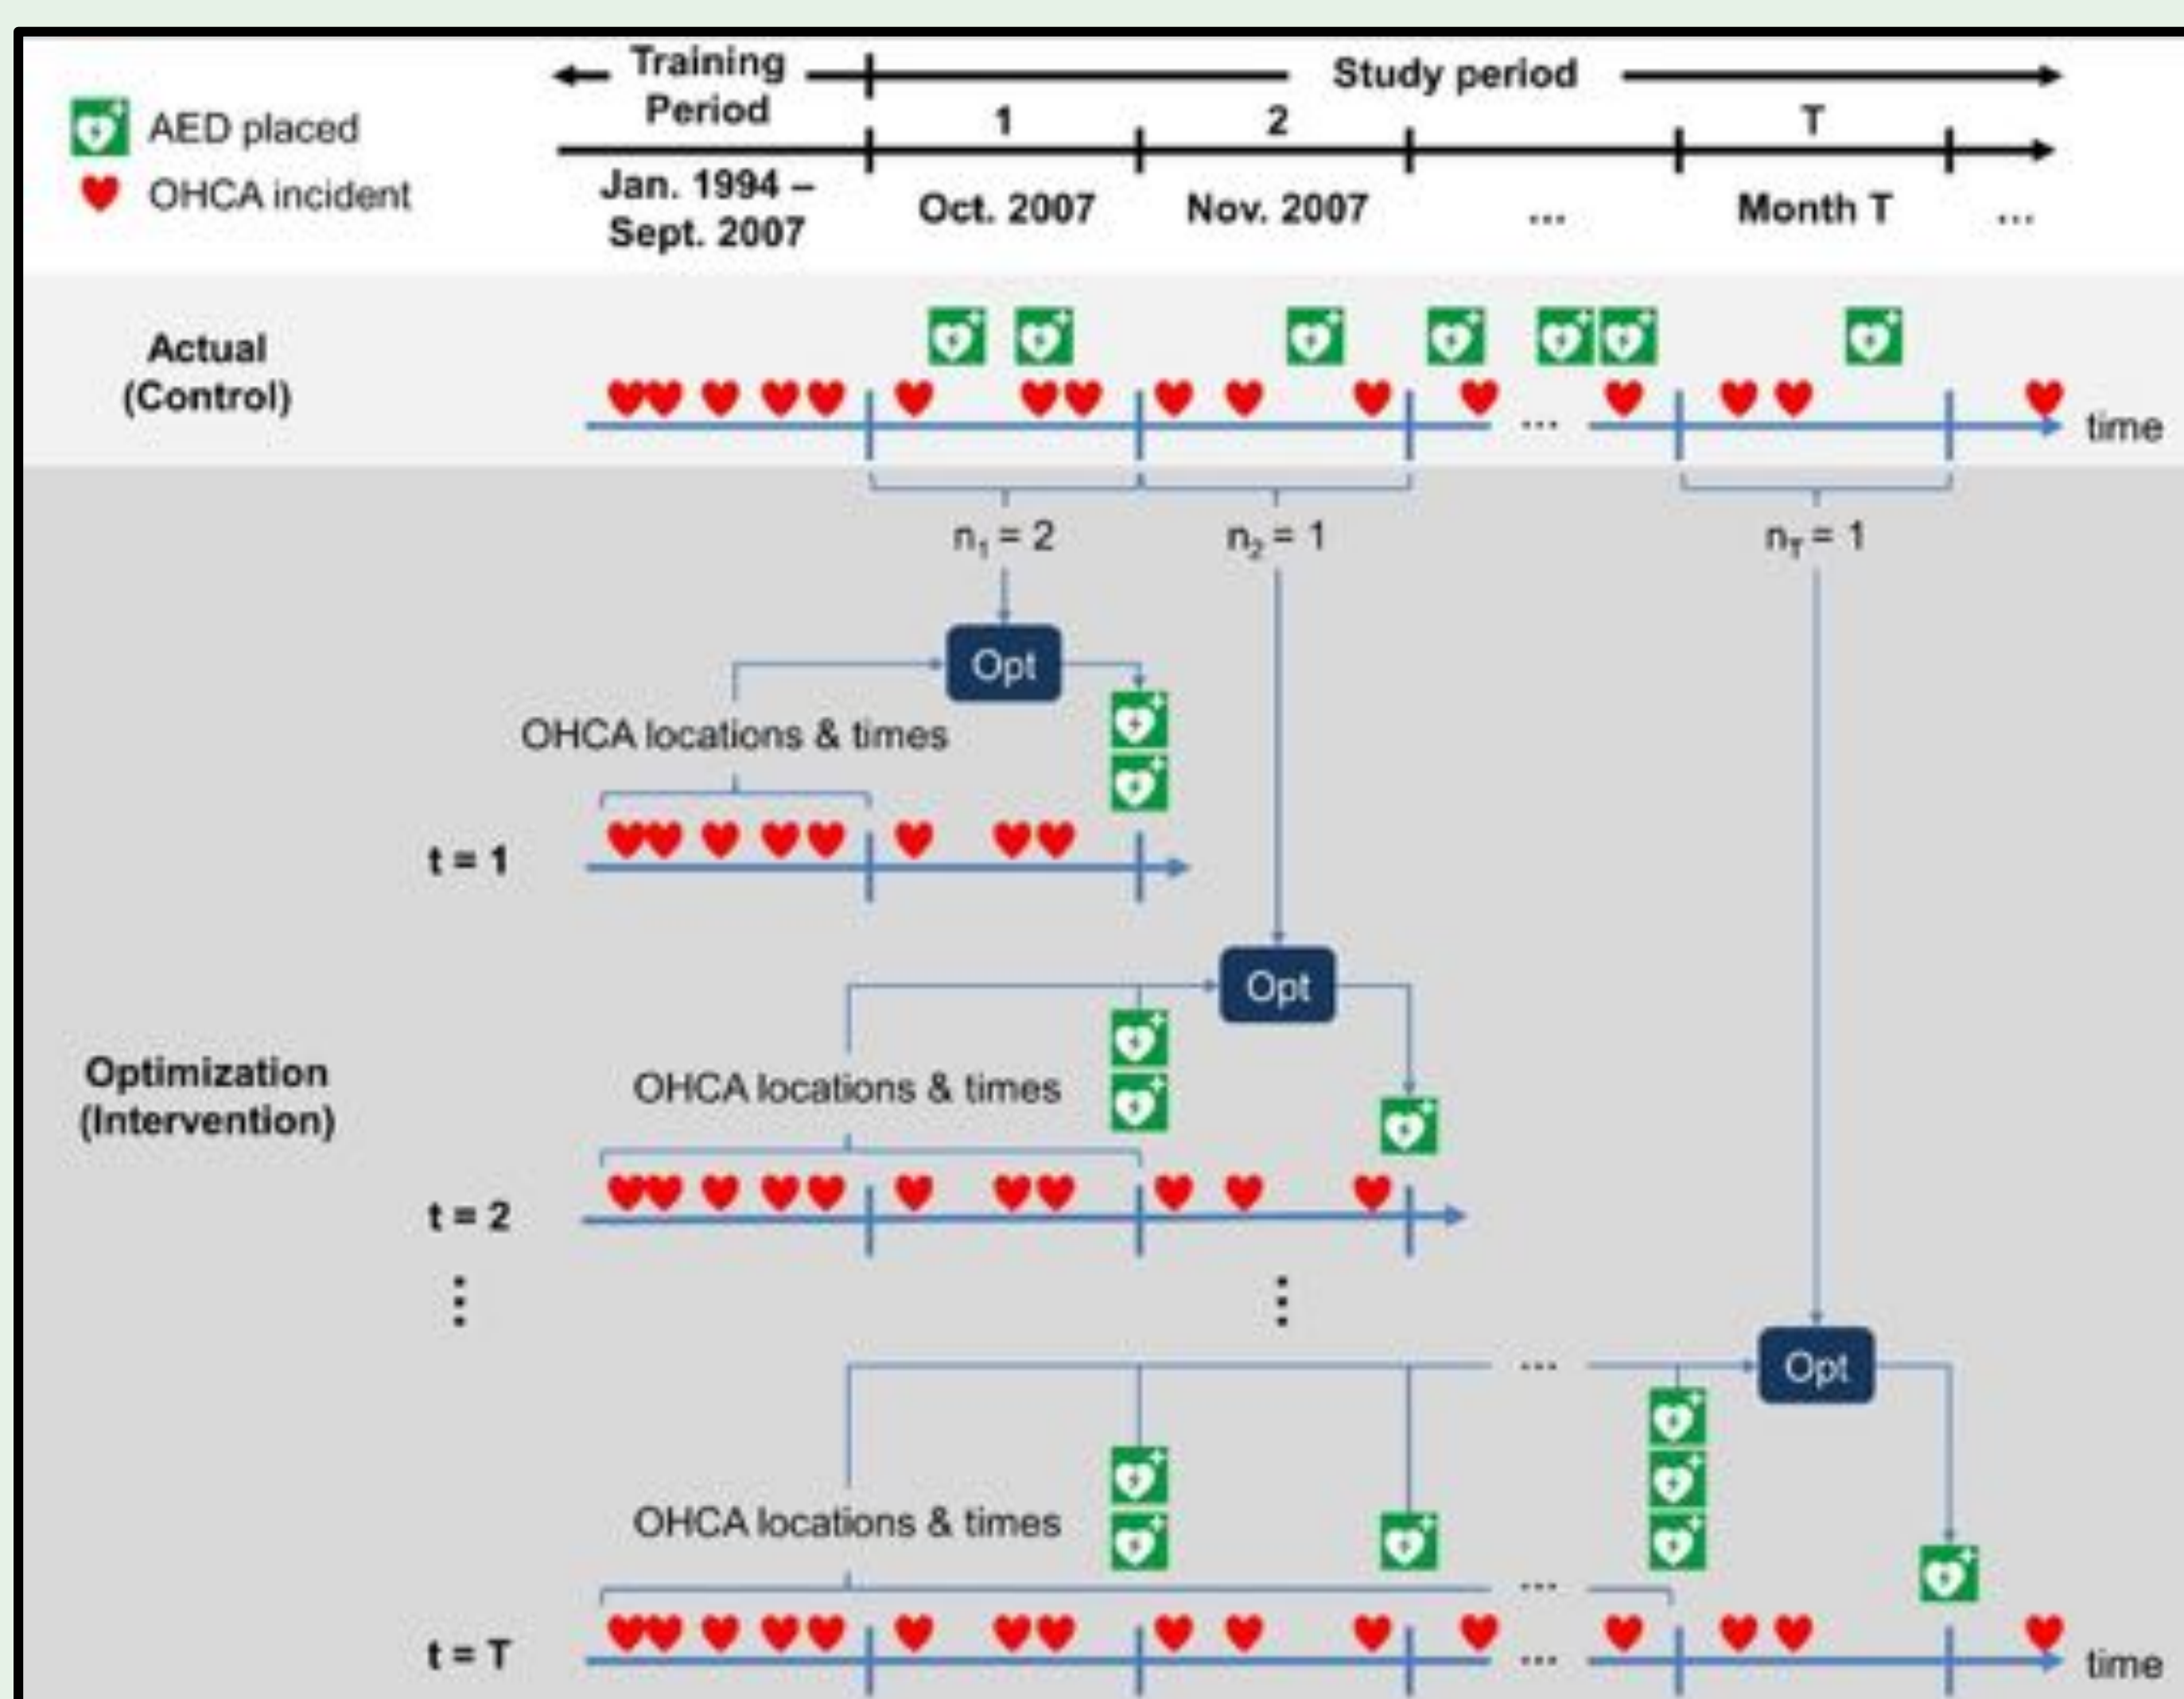 Training
Period
Study period
AED placed
OHCA incident
1
2
T
Jan. 1994 –
Sept. 2007
Oct. 2007
Nov. 2007
...
Month T
...
Actual
(Control)
...
time
n₁ = 2
n₂ = 1
n_T = 1
Opt
OHCA locations & times
t = 1
Opt
Optimization
(Intervention)
OHCA locations & times
t = 2
...
Opt
OHCA locations & times
...
t = T
...
time